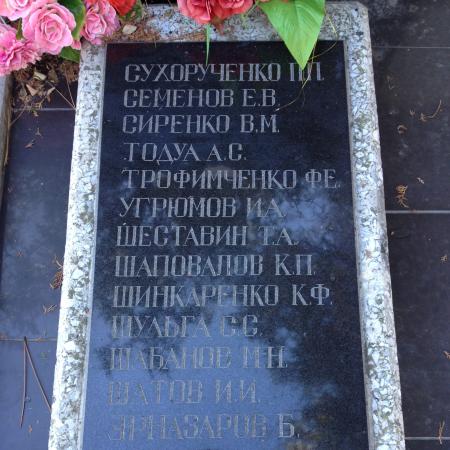 СУХОРУЧЕНКО П.П.
СЕМЕНОВ Е.В.
СИРЕНКО В.М.
ТОДУА А.С.
ТРОФИМЧЕНКО Ф.Е.
УГРЮМОВ И.А.
ШЕСТАВИН Т.А.
ШАПОВАЛОВ К.П.
ШИНКАРЕНКО К.Ф.
ШУЛЬГА С.С.
ШАБАНОВ М.Н.
ШАТОВ И.И.
ЭРНАЗАРОВ Б.